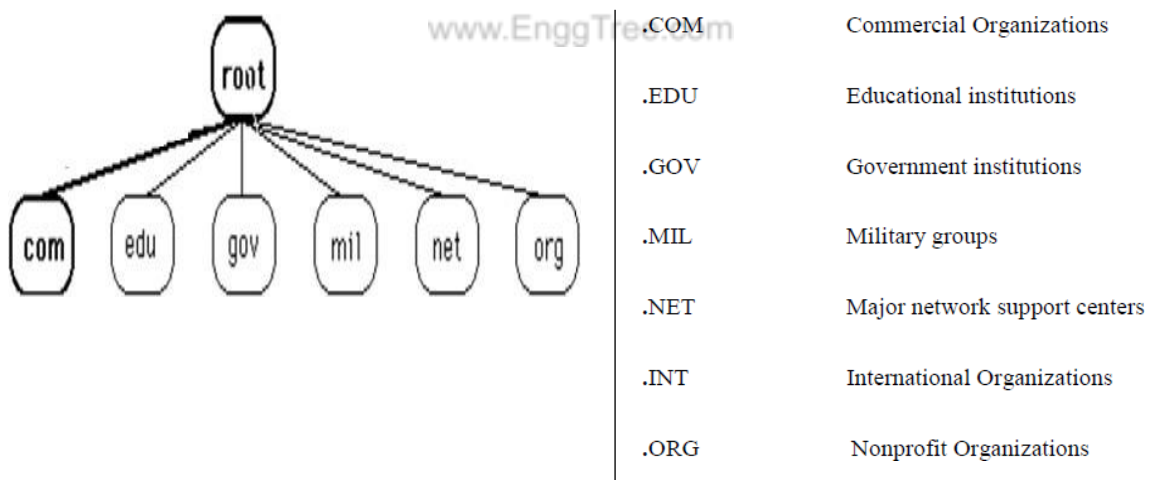 www.EnggTree.com
root
com edu gov mil net org
.COM Commercial Organizations
.EDU Educational institutions
.GOV Government institutions
.MIL Military groups
.NET Major network support centers
.INT International Organizations
.ORG Nonprofit Organizations